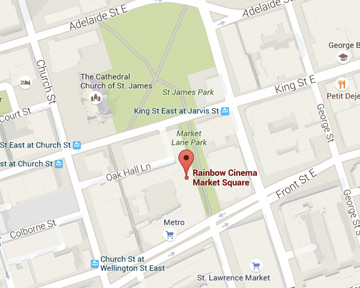 Adelaide St E
Adelaide St E
Church St
The Cathedral
Church of St. James
St James Park
George B
King St E
Petit Deje
Court St
King St East at Jarvis St
George St
St East at Church St
Market
Lane Park
st at Church St
Oak Hall Ln
Rainbow Cinema
Market Square
Front St E
George St
Colborne St
Metro
Church St at
Wellington St East
St. Lawrence Market